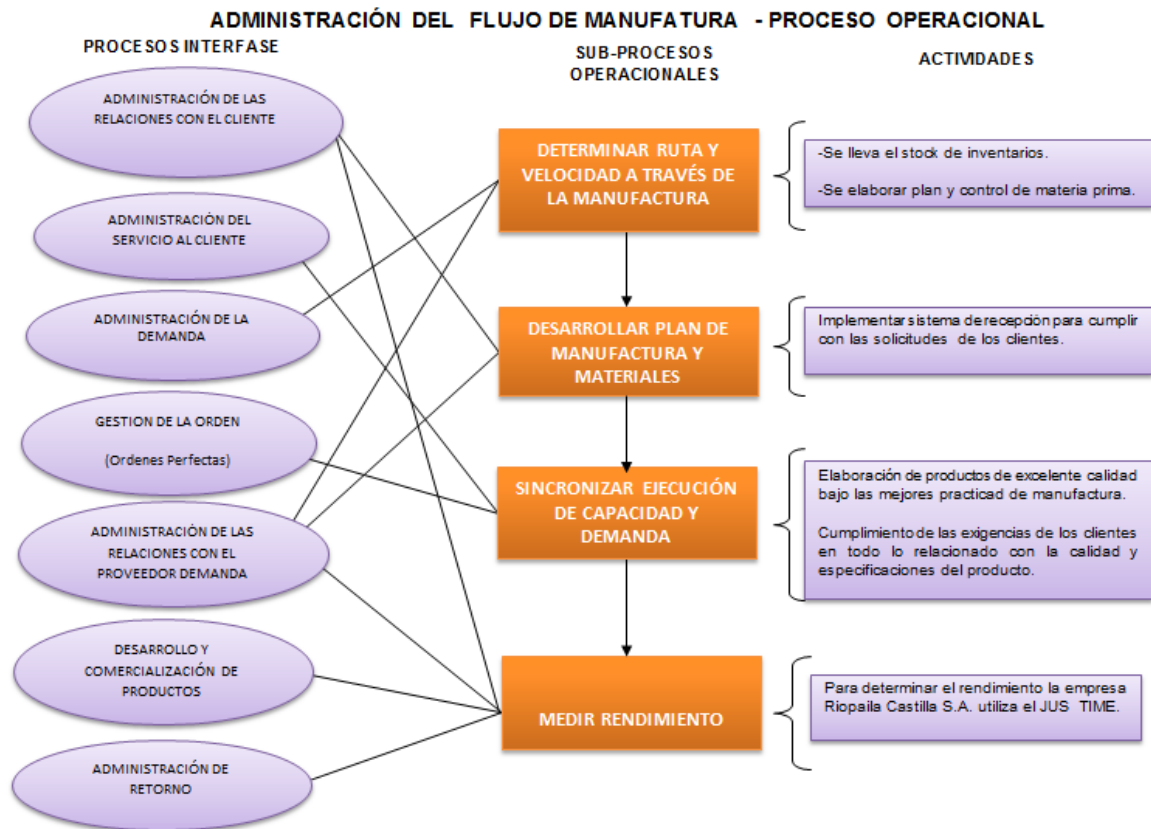 ADMINISTRACIÓN DEL FLUJO DE MANUFATURA - PROCESO OPERACIONAL
PROCESOS INTERFASE
SUB-PROCESOS
OPERACIONALES
ACTIVIDADES
ADMINISTRACIÓN DE LAS
RELACIONES CON EL CLIENTE
ADMINISTRACIÓN DEL
SERVICIO AL CLIENTE
ADMINISTRACIÓN DE LA
DEMANDA
GESTION DE LA ORDEN
(Ordenes Perfectas)
ADMINISTRACIÒN DE LAS
RELACIONES CON EL
PROVEEDOR DEMANDA
DESARROLLO Y
COMERCIALIZACIÓN DE
PRODUCTOS
ADMINISTRACIÓN DE
RETORNO
DETERMINAR RUTA Y
VELOCIDAD A TRAVÉS DE
LA MANUFACTURA
DESARROLLAR PLAN DE
MANUFACTURA Y
MATERIALES
SINCRONIZAR EJECUCIÓN
DE CAPACIDAD Y
DEMANDA
MEDIR RENDIMIENTO
-Se lleva el stock de inventarios.
-Se elaborar plan y control de materia prima.
Implementar sistema de recepción para cumplir
con las solicitudes de los clientes.
Elaboración de productos de excelente calidad
bajo las mejores practicad de manufactura.
Cumplimiento de las exigencias de los clientes
en todo lo relacionado con la calidad y
especificaciones del producto.
Para determinar el rendimiento la empresa
Riopaila Castilla S.A. utiliza el JUS TIME.